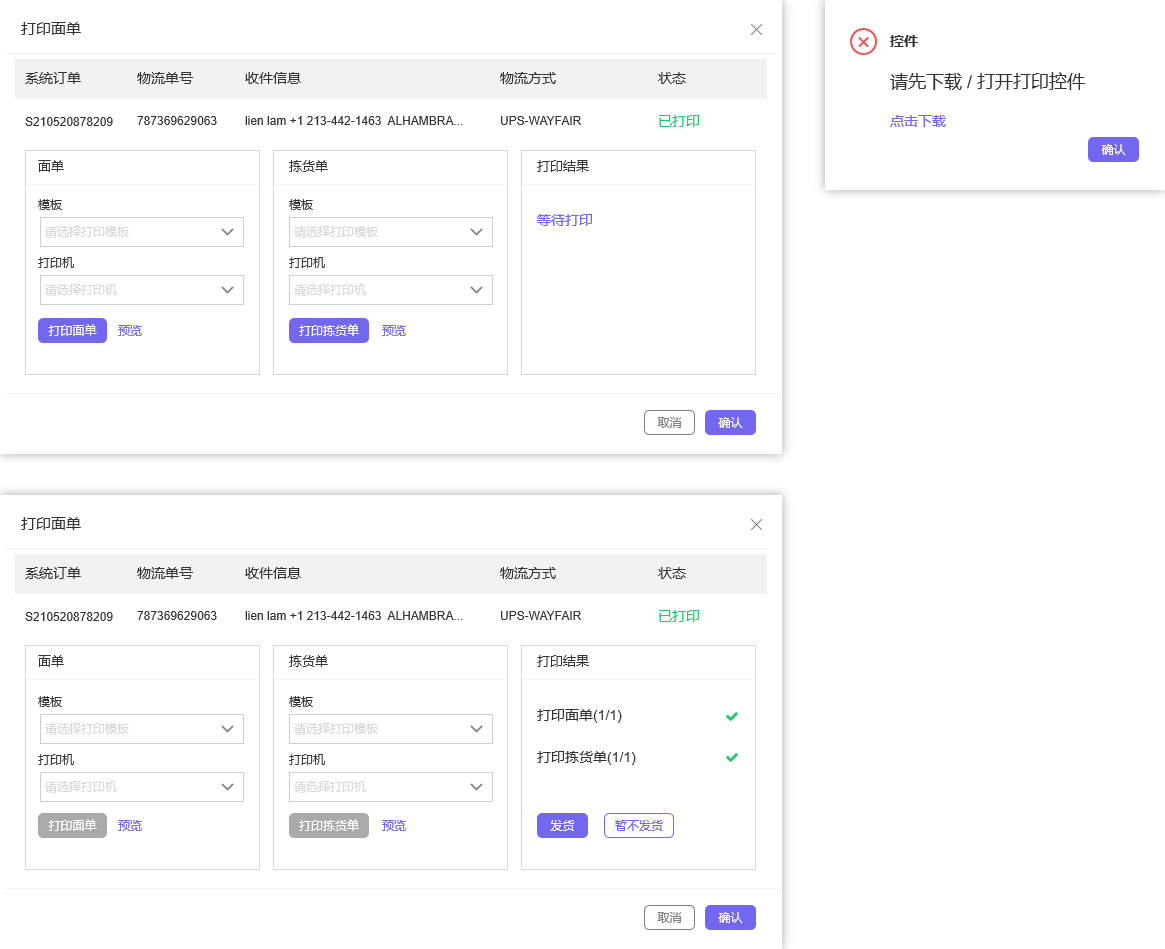 打印面单
系统订单 物流单号 收件信息 物流方式 状态
S210520878209 787369629063 lien lam +1 213-442-1463 ALHAMBRA... UPS-WAYFAIR 已打印
面单
模板
请选择打印模板
打印机
请选择打印机
打印面单 预览
拣货单
模板
请选择打印模板
打印机
请选择打印机
打印拣货单 预览
打印结果
等待打印
取消 确认
控件
请先下载 / 打开打印控件
点击下载
确认
打印面单
系统订单 物流单号 收件信息 物流方式 状态
S210520878209 787369629063 lien lam +1 213-442-1463 ALHAMBRA... UPS-WAYFAIR 已打印
面单
模板
请选择打印模板
打印机
请选择打印机
打印面单 预览
拣货单
模板
请选择打印模板
打印机
请选择打印机
打印拣货单 预览
打印结果
打印面单(1/1)
打印拣货单(1/1)
发货 暂不发货
取消 确认